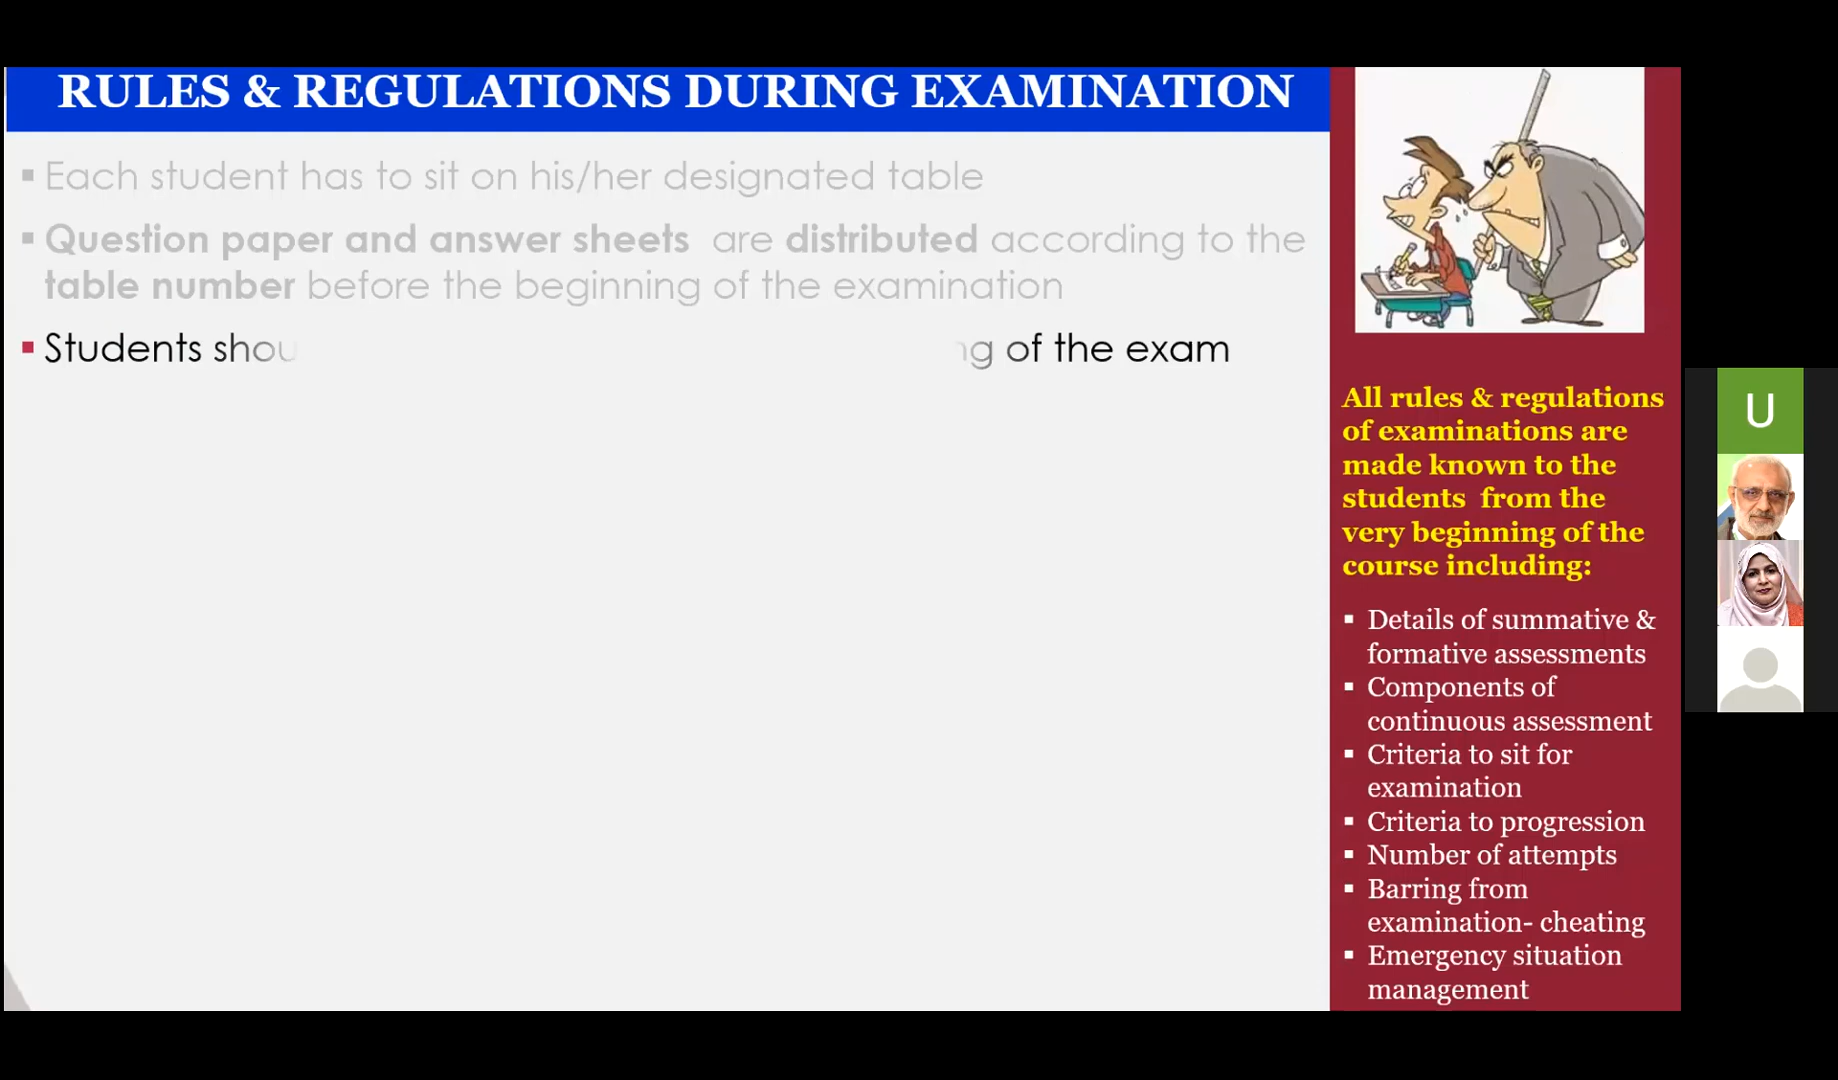 RULES & REGULATIONS DURING EXAMINATION
▪ Each student has to sit on his/her designated table
▪ Question paper and answer sheets are distributed according to the
table number before the beginning of the examination
▪ Students of the exam
All rules & regulations
of examinations are
made known to the
students from the
very beginning of the
course including:
▪ Details of summative &
formative assessments
▪ Components of
continuous assessment
▪ Criteria to sit for
examination
▪ Criteria to progression
▪ Number of attempts
▪ Barring from
examination- cheating
▪ Emergency situation
management
U